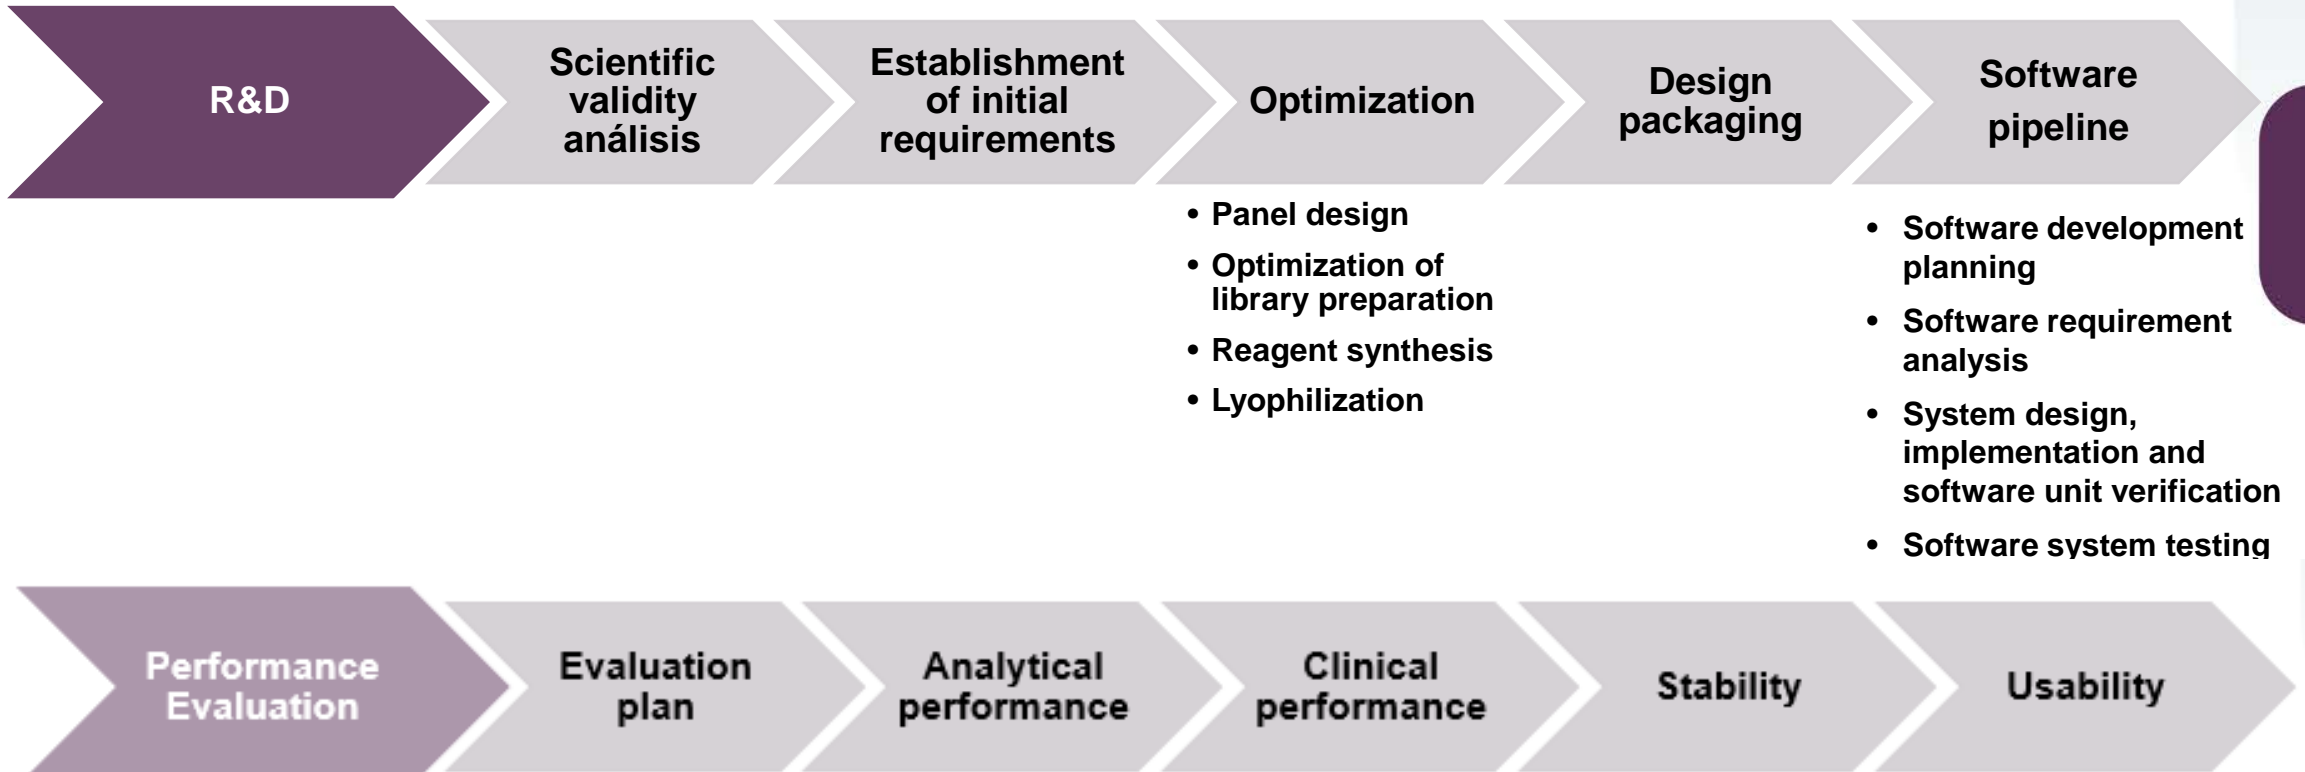 R&D
Scientific
validity
análisis
Establishment
of initial
requirements
Optimization
Design
packaging
Software
pipeline
• Panel design
• Optimization of
library preparation
• Reagent synthesis
• Lyophilization
• Software development
planning
• Software requirement
analysis
• System design,
implementation and
software unit verification
• Software system testing
Performance
Evaluation
Evaluation
plan
Analytical
performance
Clinical
performance
Stability
Usability